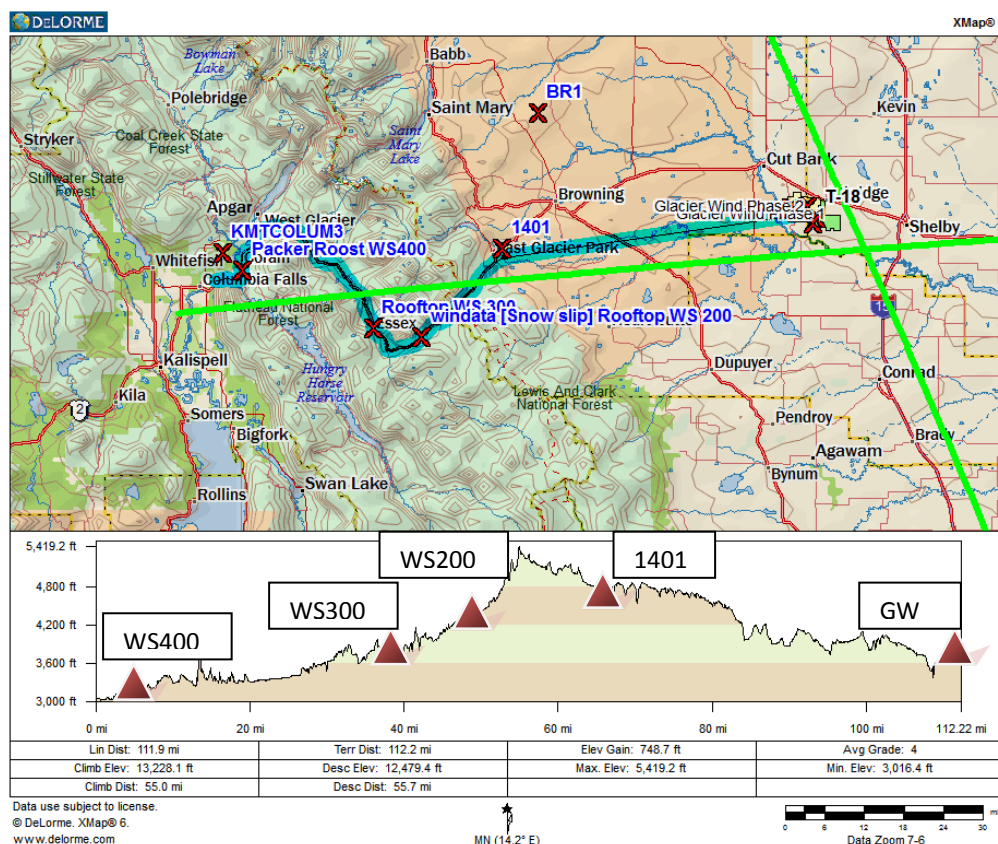 DELORME
XMap®
Bowman
Lake
Babb
Polebridge
Saint Mary
BR1
Kevin
Stryker
Coal Creek State
Forest
Saint
Mary
Lake
Cut Bank
Stillwater State
Forest
Browning
Apgar
West Glacier
Glacier Wind Phase 2
T-18
Glacier Wind Phase 1
Shelby
KMTCOLUM3
1401
Packer Roost WS400
East Glacier Park
Whitefish
Columbia Falls
Flathead National
Forest
Rooftop WS 300
Essex
windata [Snow slip] Rooftop WS 200
Kalispell
Dupuyer
Conrad
Hungry
Horse
Reservoir
Lewis And Clark
National Forest
Kila
2
Somers
Bigfork
Pendroy
Brady
Agawam
Bynum
Swan Lake
Rollins
5,419.2 ft
4,800 ft
4,200 ft
3,600 ft
3,000 ft
WS200
1401
WS300
GW
WS400
0 mi
20 mi
40 mi
60 mi
80 mi
100 mi
112.22 mi
Lin Dist: 111.9 mi
Terr Dist: 112.2 mi
Elev Gain: 748.7 ft
Avg Grade: 4
Climb Elev: 13,228.1 ft
Desc Elev: 12,479.4 ft
Max. Elev: 5,419.2 ft
Min. Elev: 3,016.4 ft
Climb Dist: 55.0 mi
Desc Dist: 55.7 mi
Data use subject to license.
© DeLorme. XMap® 6.
www.delorme.com
MN (14.2° E)
mi
0 6 12 18 24 30
Data Zoom 7-6